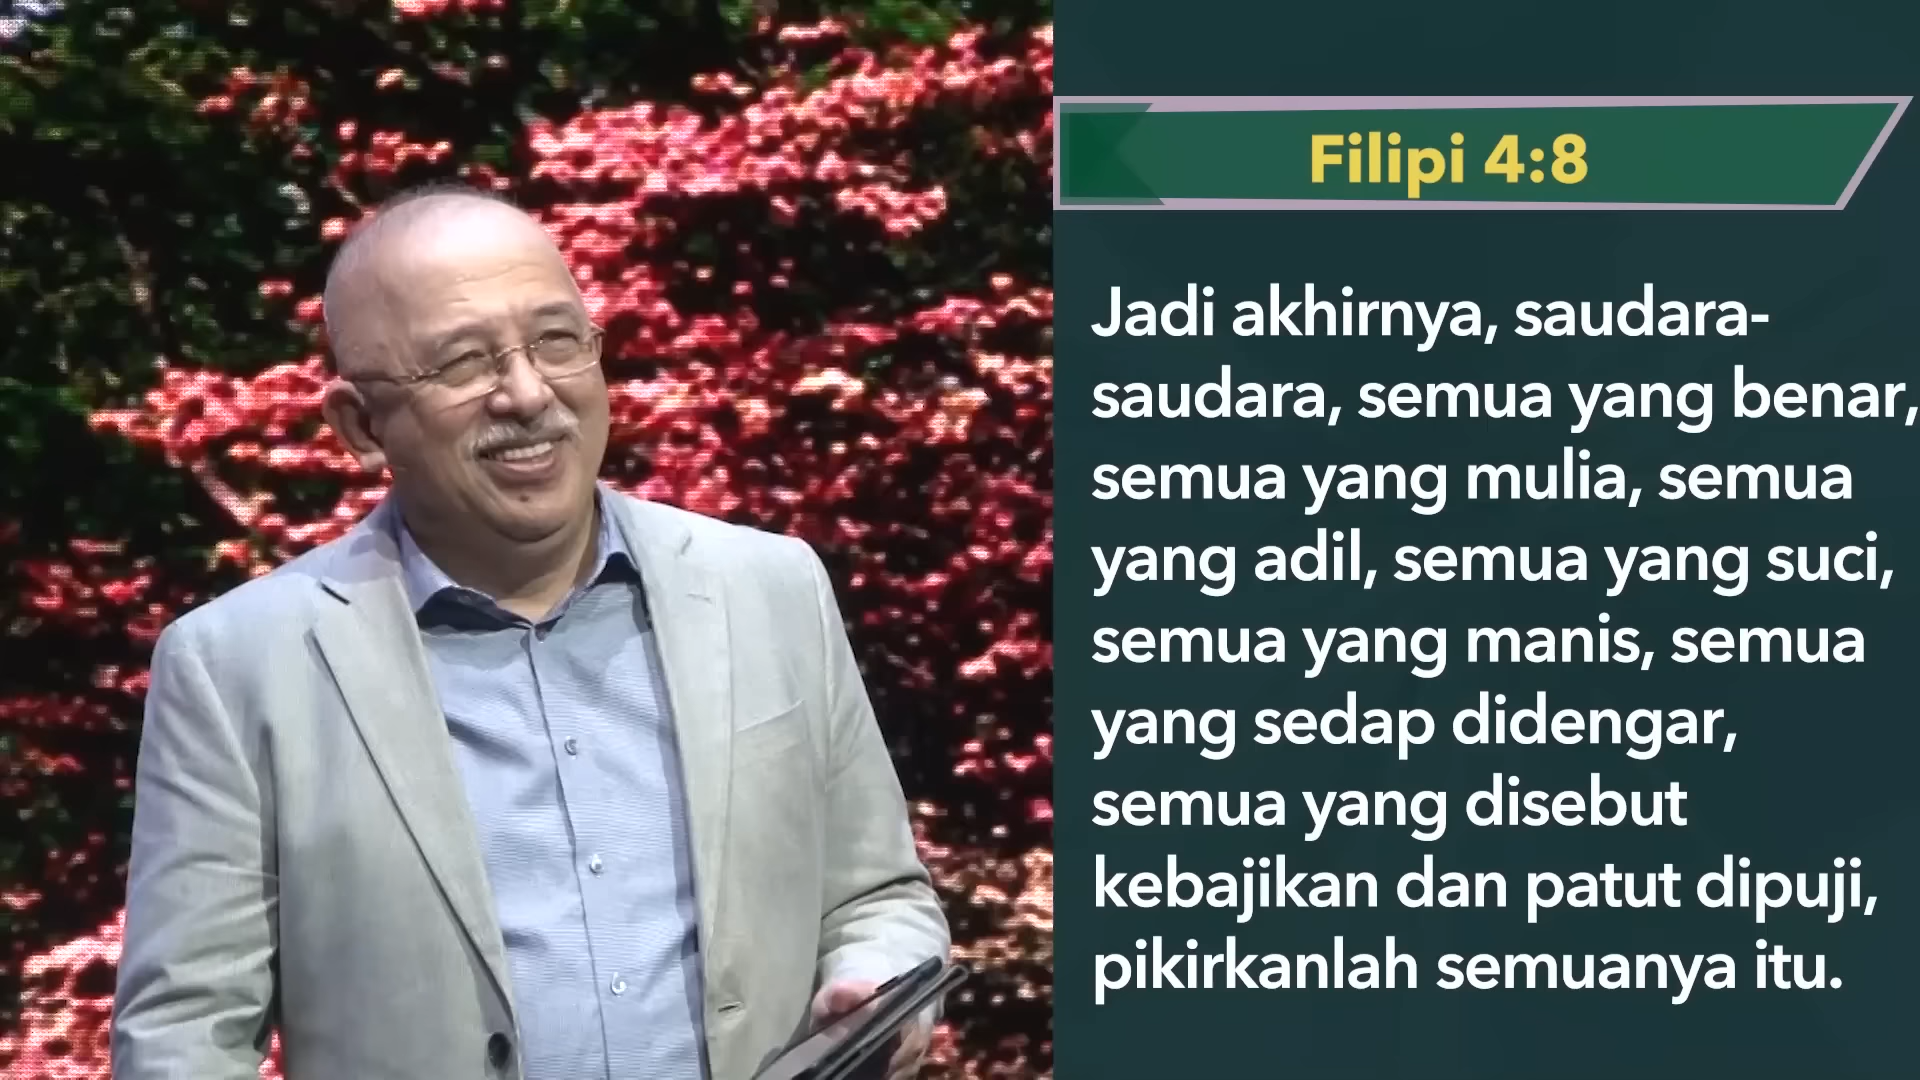 Filipi 4:8
Jadi akhirnya, saudara-
saudara, semua yang benar,
semua yang mulia, semua
yang adil, semua yang suci,
semua yang manis, semua
yang sedap didengar,
semua yang disebut
kebajikan dan patut dipuji,
pikirkanlah semuanya itu.